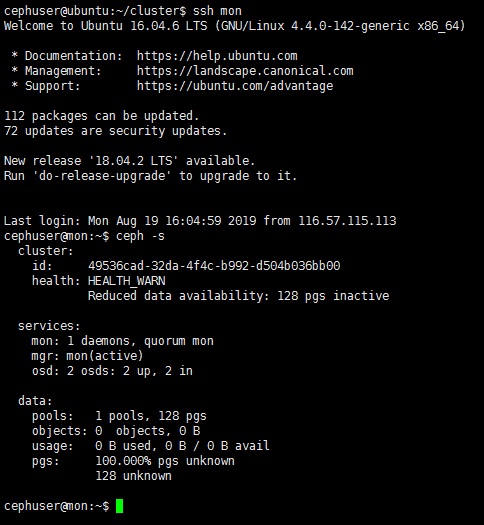 cephuser@ubuntu:~/cluster$ ssh mon
Welcome to Ubuntu 16.04.6 LTS (GNU/Linux 4.4.0-142-generic x86_64)
* Documentation:  https://help.ubuntu.com
* Management:     https://landscape.canonical.com
* Support:        https://ubuntu.com/advantage
112 packages can be updated.
72 updates are security updates.
New release '18.04.2 LTS' available.
Run 'do-release-upgrade' to upgrade to it.
Last login: Mon Aug 19 16:04:59 2019 from 116.57.115.113
cephuser@mon:~$ ceph -s
cluster:
id:     49536cad-32da-4f4c-b992-d504b036bb00
health: HEALTH_WARN
Reduced data availability: 128 pgs inactive
services:
mon: 1 daemons, quorum mon
mgr: mon(active)
osd: 2 osds: 2 up, 2 in
data:
pools:   1 pools, 128 pgs
objects: 0  objects, 0 B
usage:   0 B used, 0 B / 0 B avail
pgs:     100.000% pgs unknown
128 unknown
cephuser@mon:~$